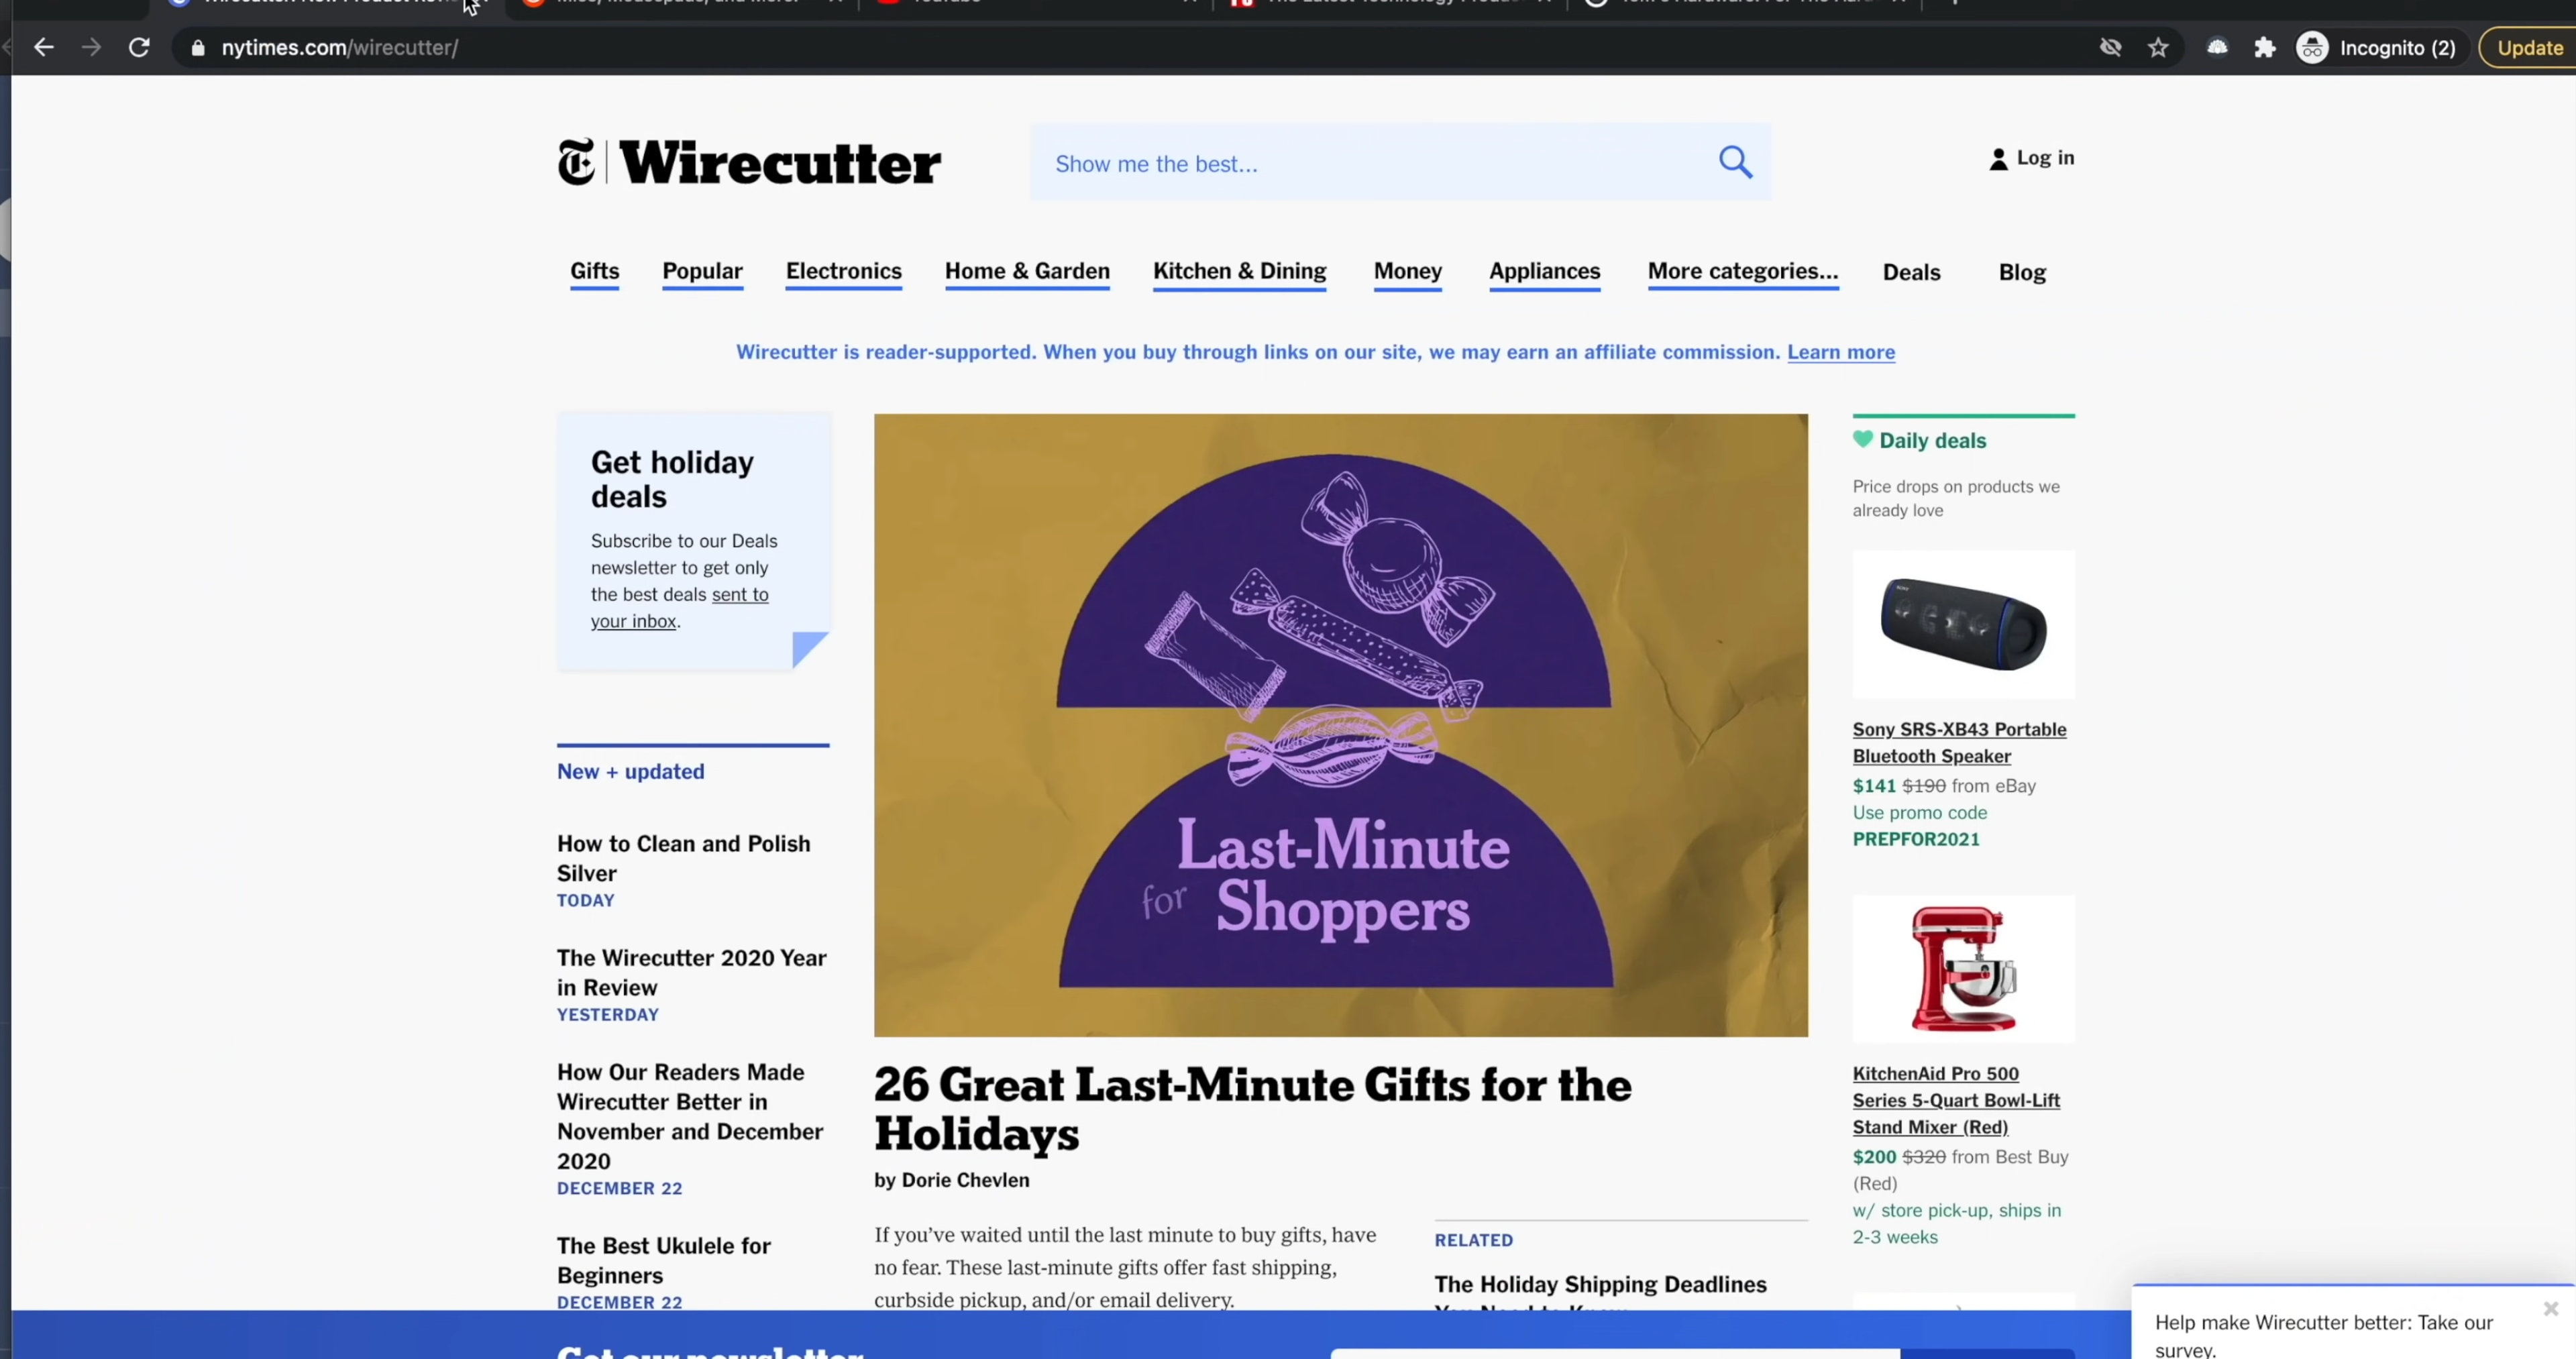 nytimes.com/wirecutter/
Incognito (2)
Update
Wirecutter
Show me the best...
Log in
Gifts
Popular
Electronics
Home & Garden
Kitchen & Dining
Money
Appliances
More categories...
Deals
Blog
Wirecutter is reader-supported. When you buy through links on our site, we may earn an affiliate commission. Learn more
Get holiday
deals
Subscribe to our Deals
newsletter to get only
the best deals sent to
your inbox.
New + updated
How to Clean and Polish
Silver
TODAY
The Wirecutter 2020 Year
in Review
YESTERDAY
How Our Readers Made
Wirecutter Better in
November and December
2020
DECEMBER 22
The Best Ukulele for
Beginners
DECEMBER 22
Last-Minute
for Shoppers
26 Great Last-Minute Gifts for the
Holidays
by Dorie Chevlen
If you’ve waited until the last minute to buy gifts, have
no fear. These last-minute gifts offer fast shipping,
curbside pickup, and/or email delivery.
RELATED
The Holiday Shipping Deadlines
You Need to Know
Daily deals
Price drops on products we
already love
SONY
Sony SRS-XB43 Portable
Bluetooth Speaker
$141 $190 from eBay
Use promo code
PREPFOR2021
KitchenAid Pro 500
Series 5-Quart Bowl-Lift
Stand Mixer (Red)
$200 $320 from Best Buy
(Red)
w/ store pick-up, ships in
2-3 weeks
Get our newsletter
Help make Wirecutter better: Take our
survey.